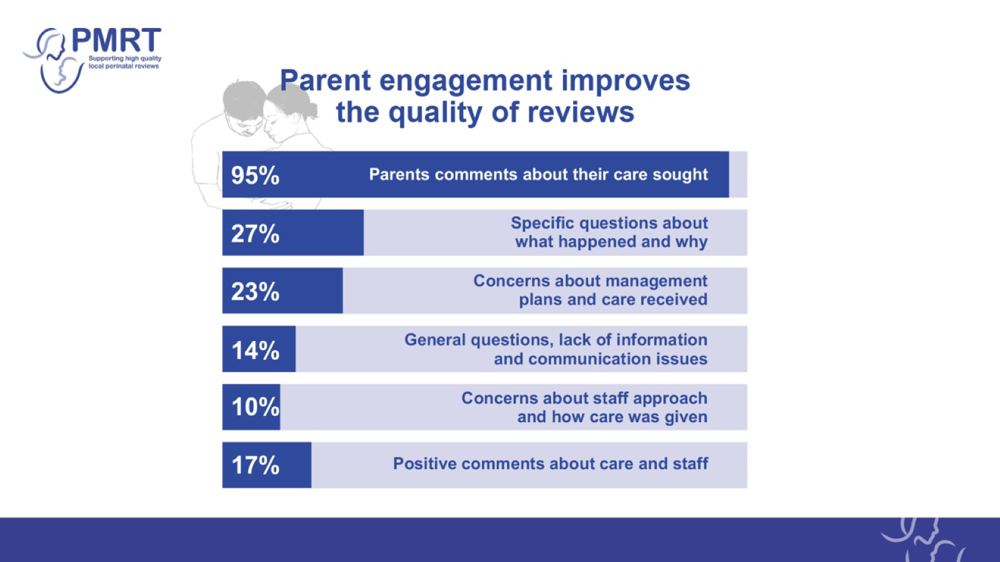 PMRT
Supporting high quality
local perinatal reviews
Parent engagement improves
the quality of reviews
95%
Parents comments about their care sought
27%
Specific questions about
what happened and why
23%
Concerns about management
plans and care received
14%
General questions, lack of information
and communication issues
10%
Concerns about staff approach
and how care was given
17%
Positive comments about care and staff